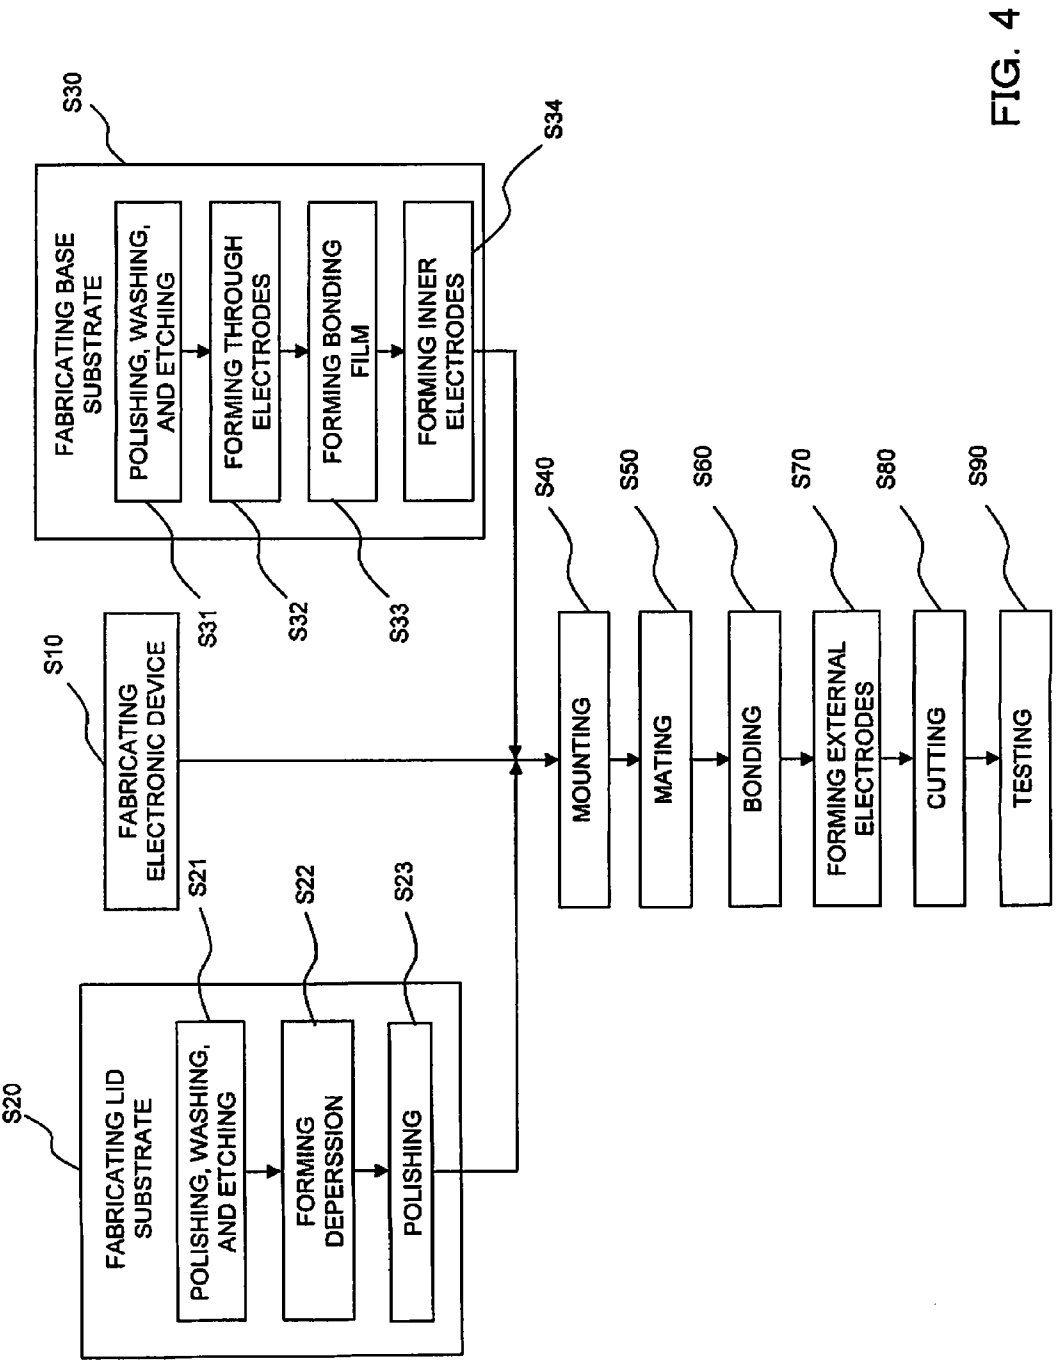 S20
FABRICATING LID
SUBSTRATE
S21
POLISHING, WASHING,
AND ETCHING
S22
FORMING
DEPERSSION
S23
POLISHING
S10
FABRICATING
ELECTRONIC DEVICE
S30
FABRICATING BASE
SUBSTRATE
POLISHING, WASHING,
AND ETCHING
S31
FORMING THROUGH
ELECTRODES
S32
FORMING BONDING
FILM
S33
FORMING INNER
ELECTRODES
S34
MOUNTING
S40
MATING
S50
BONDING
S60
FORMING EXTERNAL
ELECTRODES
S70
CUTTING
S80
TESTING
S90
FIG. 4